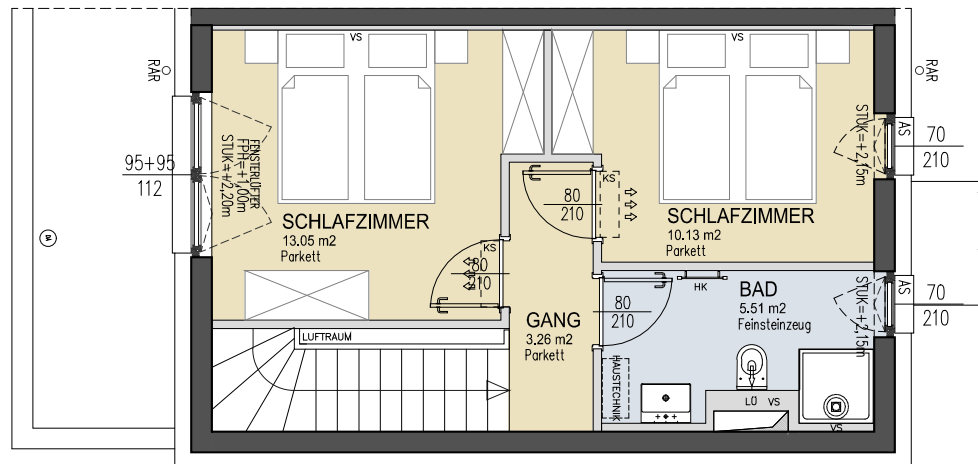 VS
VS
RAR
RAR
95+95
112
FENSTERLÜFTER
FPH=+1,00m
STUK=+2,20m
SCHLAFZIMMER
13.05 m2
Parkett
KS
80
210
KS
80
210
SCHLAFZIMMER
10.13 m2
Parkett
STUK=+2,15m
AS
70
210
LUFTRAUM
GANG
3.26 m2
Parkett
80
210
HK
BAD
5.51 m2
Feinsteinzeug
STUK=+2,15m
AS
70
210
HAUSTECHNIK
LÜ VS
VS